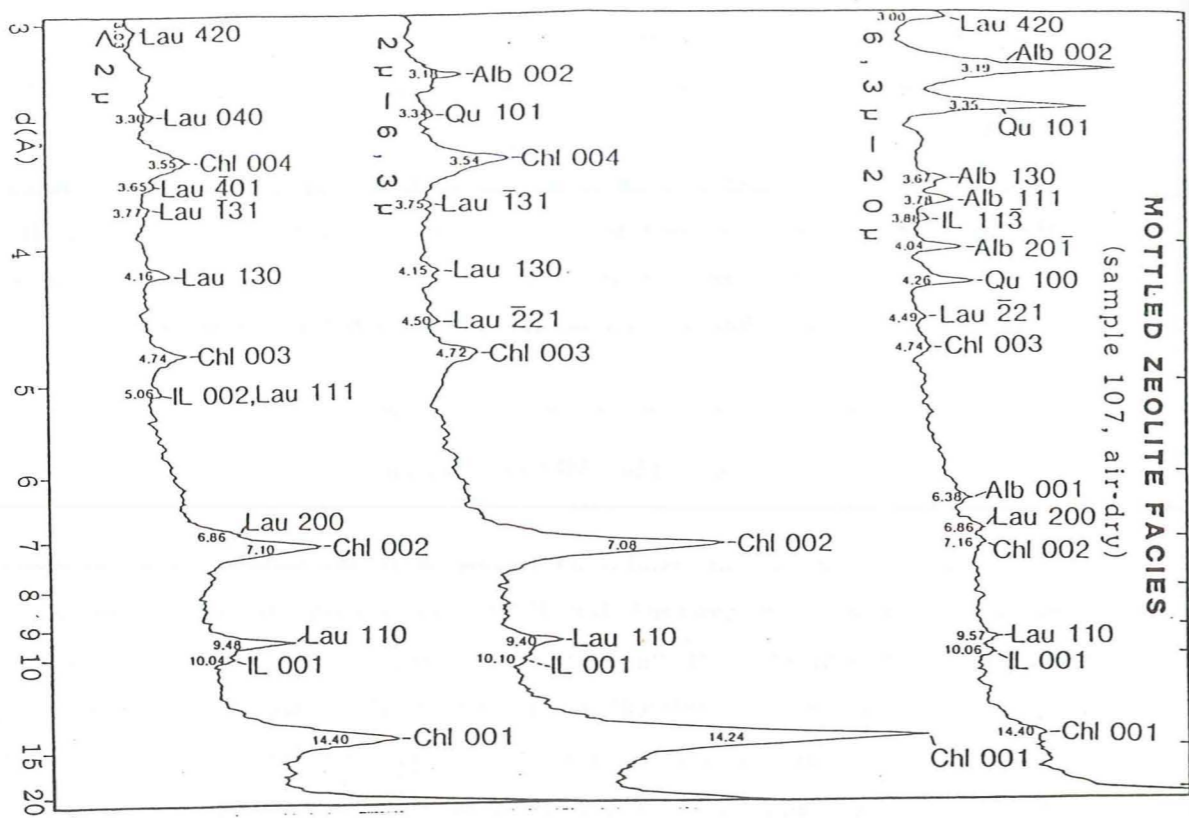 MOTTLED ZEOLITE FACIES
(sample 107, air-dry)
d(Å)
3
4
5
6
7
8
9
10
15
20
< 2 μ
Lau 420
3.30 Lau 040
3.55 Chl 004
3.65 Lau 4̄01
3.77 Lau 1̄31
4.16 Lau 130
4.74 Chl 003
5.06 IL 002,Lau 111
6.86 Lau 200
7.10 Chl 002
9.48 Lau 110
10.04 IL 001
14.40 Chl 001
2 μ – 6,3 μ
3.18 Alb 002
3.34 Qu 101
3.54 Chl 004
3.75 Lau 1̄31
4.15 Lau 130
4.50 Lau 2̄21
4.72 Chl 003
7.08 Chl 002
9.40 Lau 110
10.10 IL 001
14.24 Chl 001
6,3 μ – 20 μ
3.00 Lau 420
3.19 Alb 002
3.35 Qu 101
3.67 Alb 130
3.78 Alb 111
3.88 IL 113̄
4.04 Alb 201̄
4.26 Qu 100
4.49 Lau 2̄21
4.74 Chl 003
6.38 Alb 001
6.86 Lau 200
7.16 Chl 002
9.57 Lau 110
10.06 IL 001
14.40 Chl 001